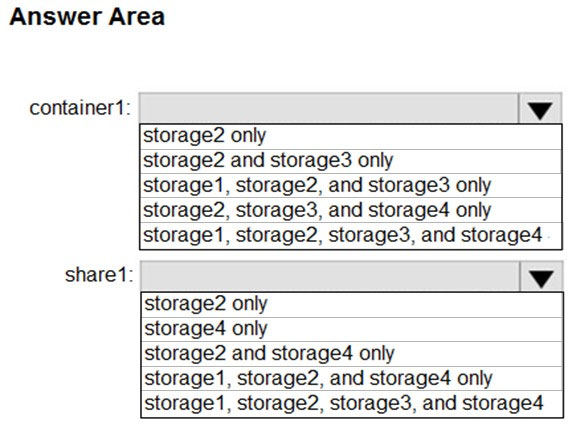 Answer Area
container1:
storage2 only
storage2 and storage3 only
storage1, storage2, and storage3 only
storage2, storage3, and storage4 only
storage1, storage2, storage3, and storage4
share1:
storage2 only
storage4 only
storage2 and storage4 only
storage1, storage2, and storage4 only
storage1, storage2, storage3, and storage4